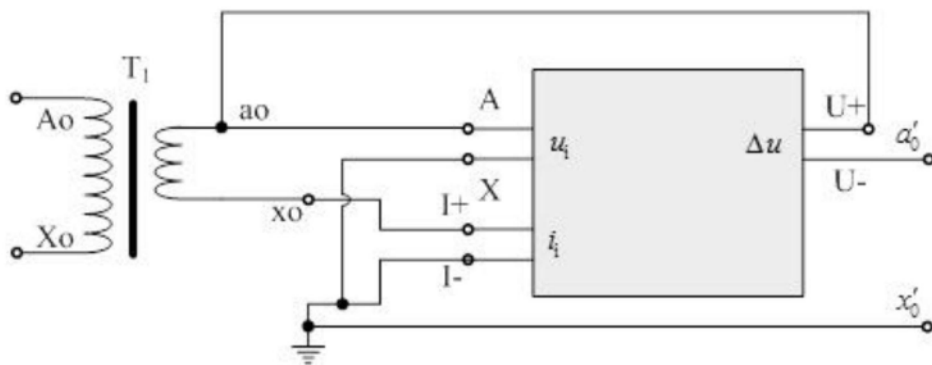 T₁
Ao
Xo
ao
xo
A
X
I+
I-
uᵢ
iᵢ
Δu
U+
U-
a′₀
x′₀